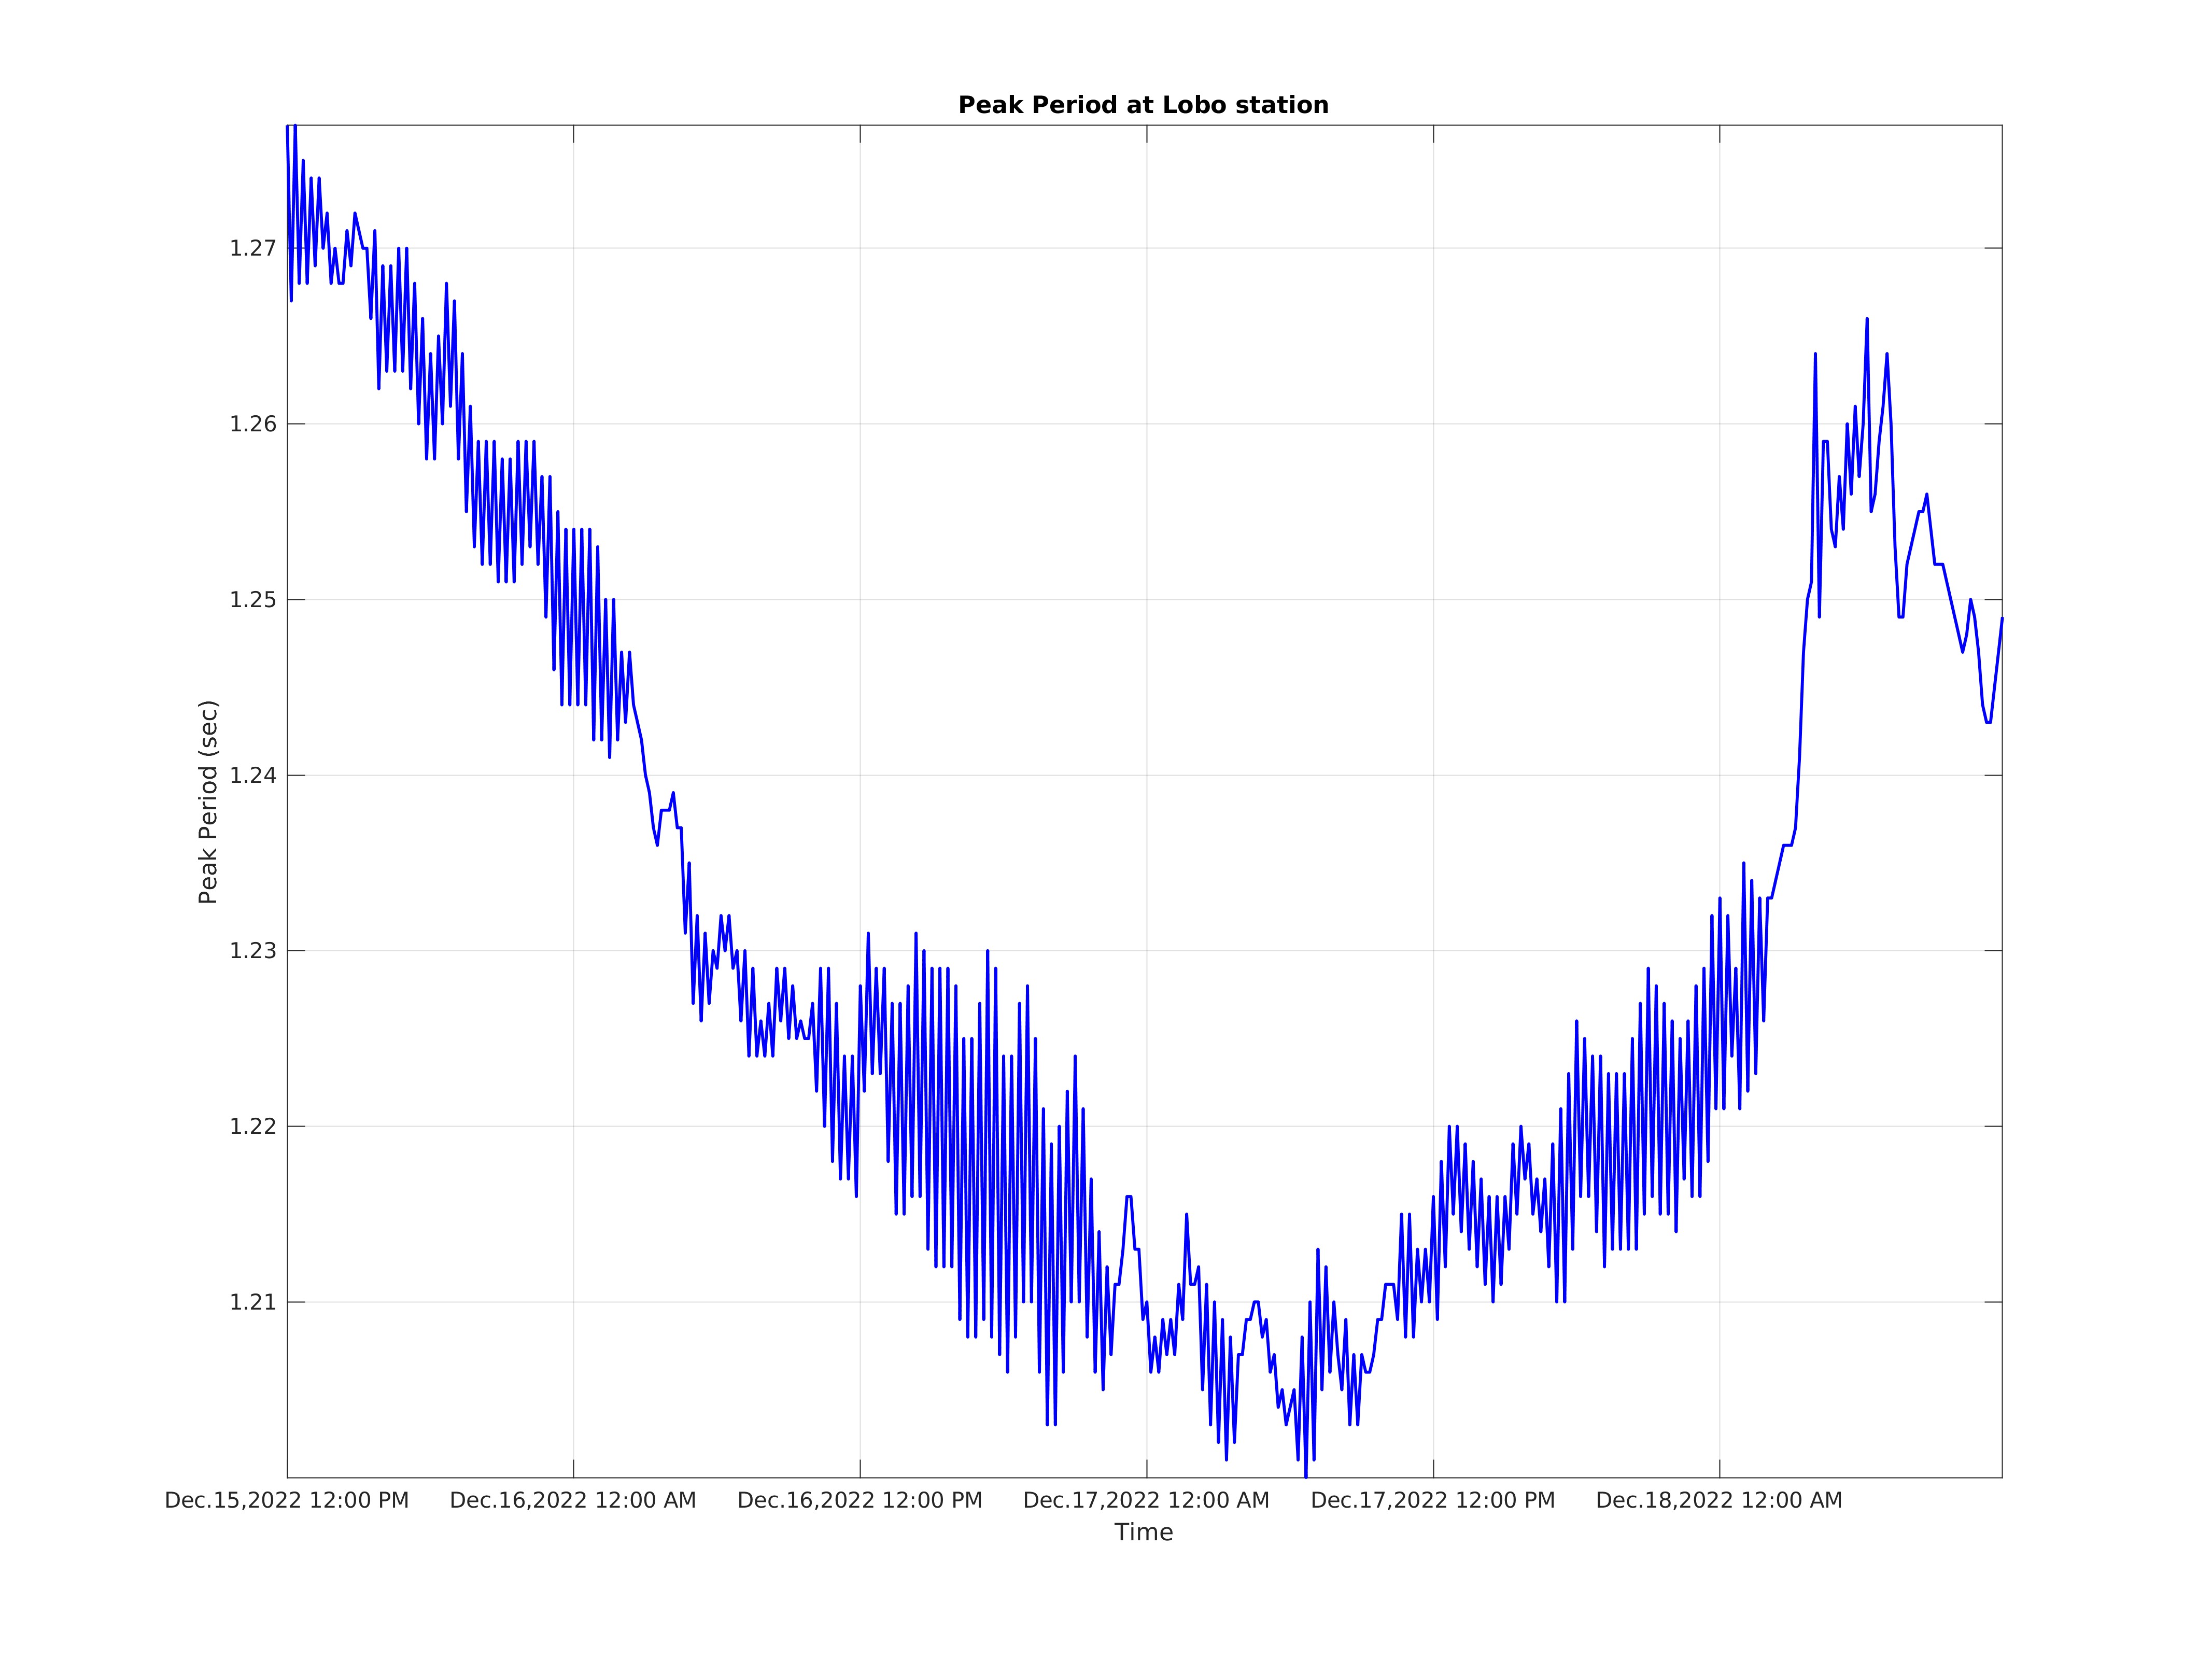 Peak Period at Lobo station
1.27
1.26
1.25
1.24
1.23
1.22
1.21
Peak Period (sec)
Dec.15,2022 12:00 PM Dec.16,2022 12:00 AM Dec.16,2022 12:00 PM Dec.17,2022 12:00 AM Dec.17,2022 12:00 PM Dec.18,2022 12:00 AM
Time